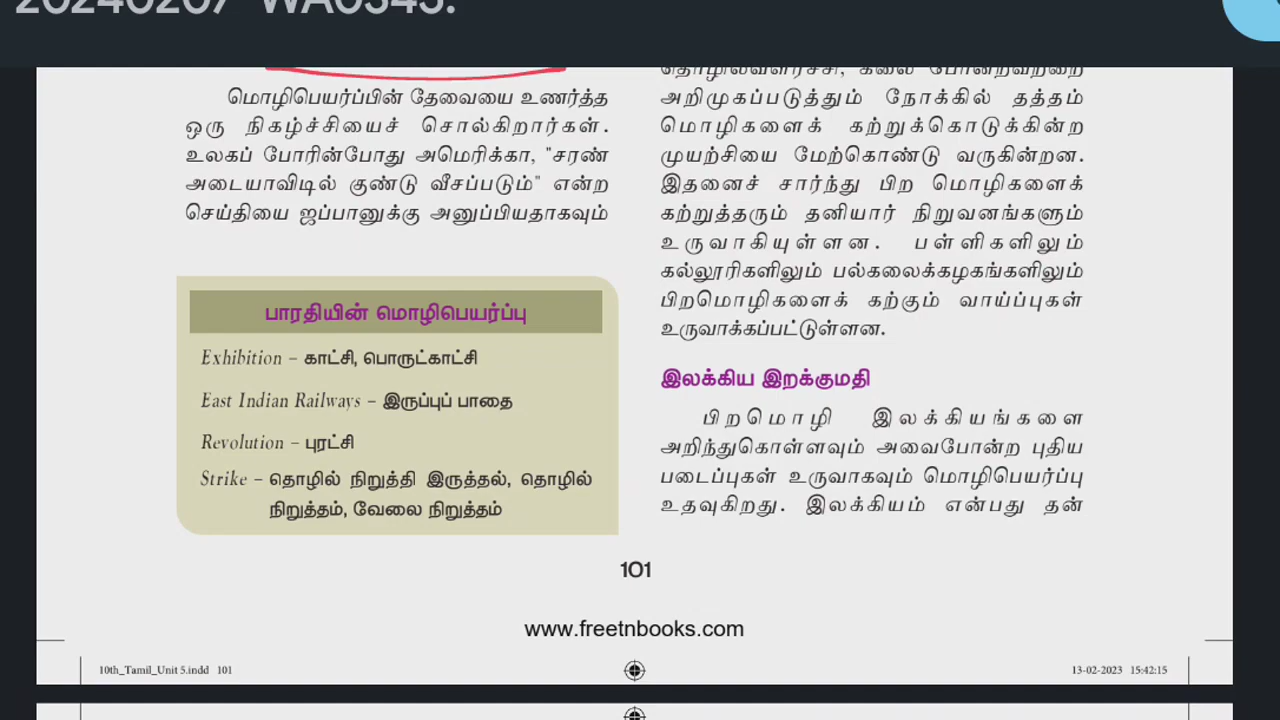 20240207 WA0343.
மொழிபெயர்ப்பின் தேவையை உணர்த்த
ஒரு நிகழ்ச்சியைச் சொல்கிறார்கள்.
உலகப் போரின்போது அமெரிக்கா, "சரண்
அடையாவிடில் குண்டு வீசப்படும்" என்ற
செய்தியை ஜப்பானுக்கு அனுப்பியதாகவும்
பாரதியின் மொழிபெயர்ப்பு
Exhibition – காட்சி, பொருட்காட்சி
East Indian Railways – இருப்புப் பாதை
Revolution – புரட்சி
Strike – தொழில் நிறுத்தி இருத்தல், தொழில்
நிறுத்தம், வேலை நிறுத்தம்
தொழில்வளர்ச்சி, கலை போன்றவற்றை
அறிமுகப்படுத்தும் நோக்கில் தத்தம்
மொழிகளைக் கற்றுக்கொடுக்கின்ற
முயற்சியை மேற்கொண்டு வருகின்றன.
இதனைச் சார்ந்து பிற மொழிகளைக்
கற்றுத்தரும் தனியார் நிறுவனங்களும்
உருவாகியுள்ளன. பள்ளிகளிலும்
கல்லூரிகளிலும் பல்கலைக்கழகங்களிலும்
பிறமொழிகளைக் கற்கும் வாய்ப்புகள்
உருவாக்கப்பட்டுள்ளன.
இலக்கிய இறக்குமதி
பிறமொழி இலக்கியங்களை
அறிந்துகொள்ளவும் அவைபோன்ற புதிய
படைப்புகள் உருவாகவும் மொழிபெயர்ப்பு
உதவுகிறது. இலக்கியம் என்பது தன்
101
www.freetnbooks.com
10th_Tamil_Unit 5.indd 101
13-02-2023 15:42:15